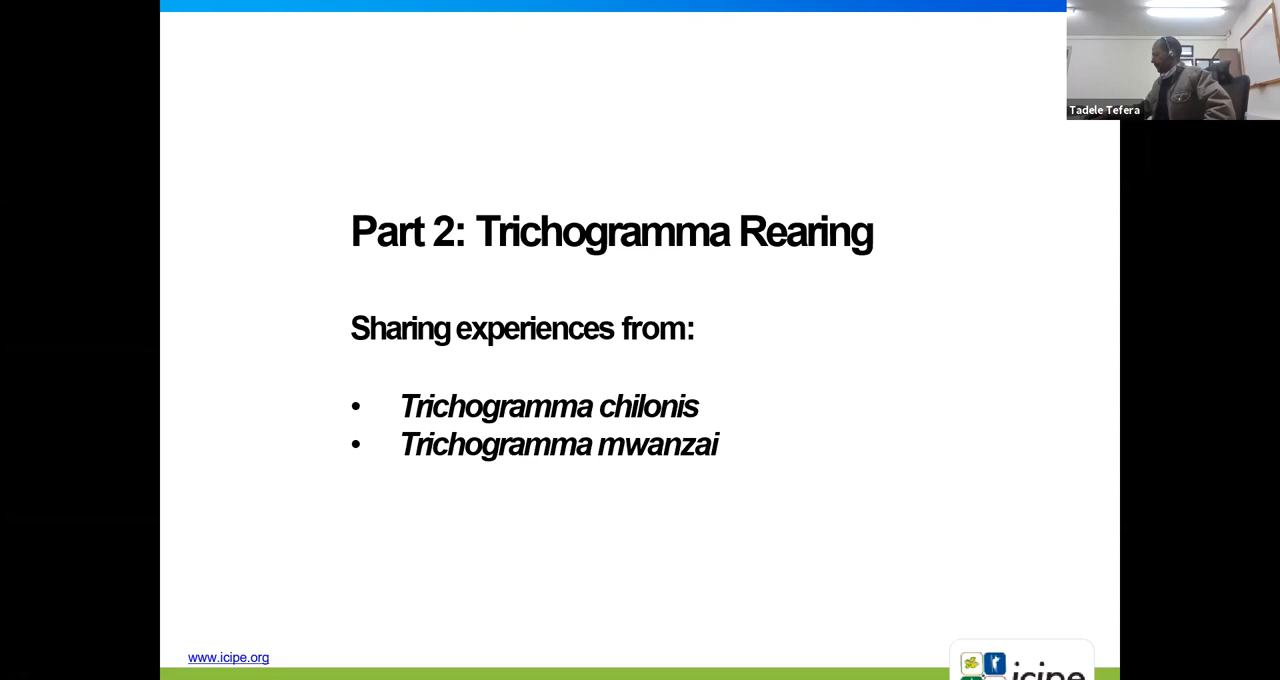 Tadele Tefera
Part 2: Trichogramma Rearing
Sharing experiences from:
• Trichogramma chilonis
• Trichogramma mwanzai
www.icipe.org
icipe